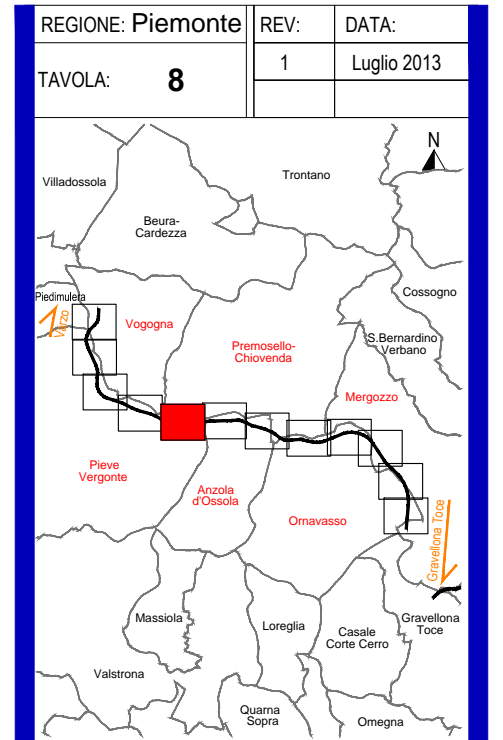 REGIONE: Piemonte
REV:
DATA:
TAVOLA: 8
1
Luglio 2013
N
Trontano
Villadossola
Beura-
Cardezza
Cossogno
Piedimulera
Varzo
Vogogna
S.Bernardino
Verbano
Premosello-
Chiovenda
Mergozzo
Pieve
Vergonte
Anzola
d'Ossola
Ornavasso
Gravellona Toce
Massiola
Loreglia
Casale
Corte Cerro
Gravellona
Toce
Valstrona
Quarna
Sopra
Omegna